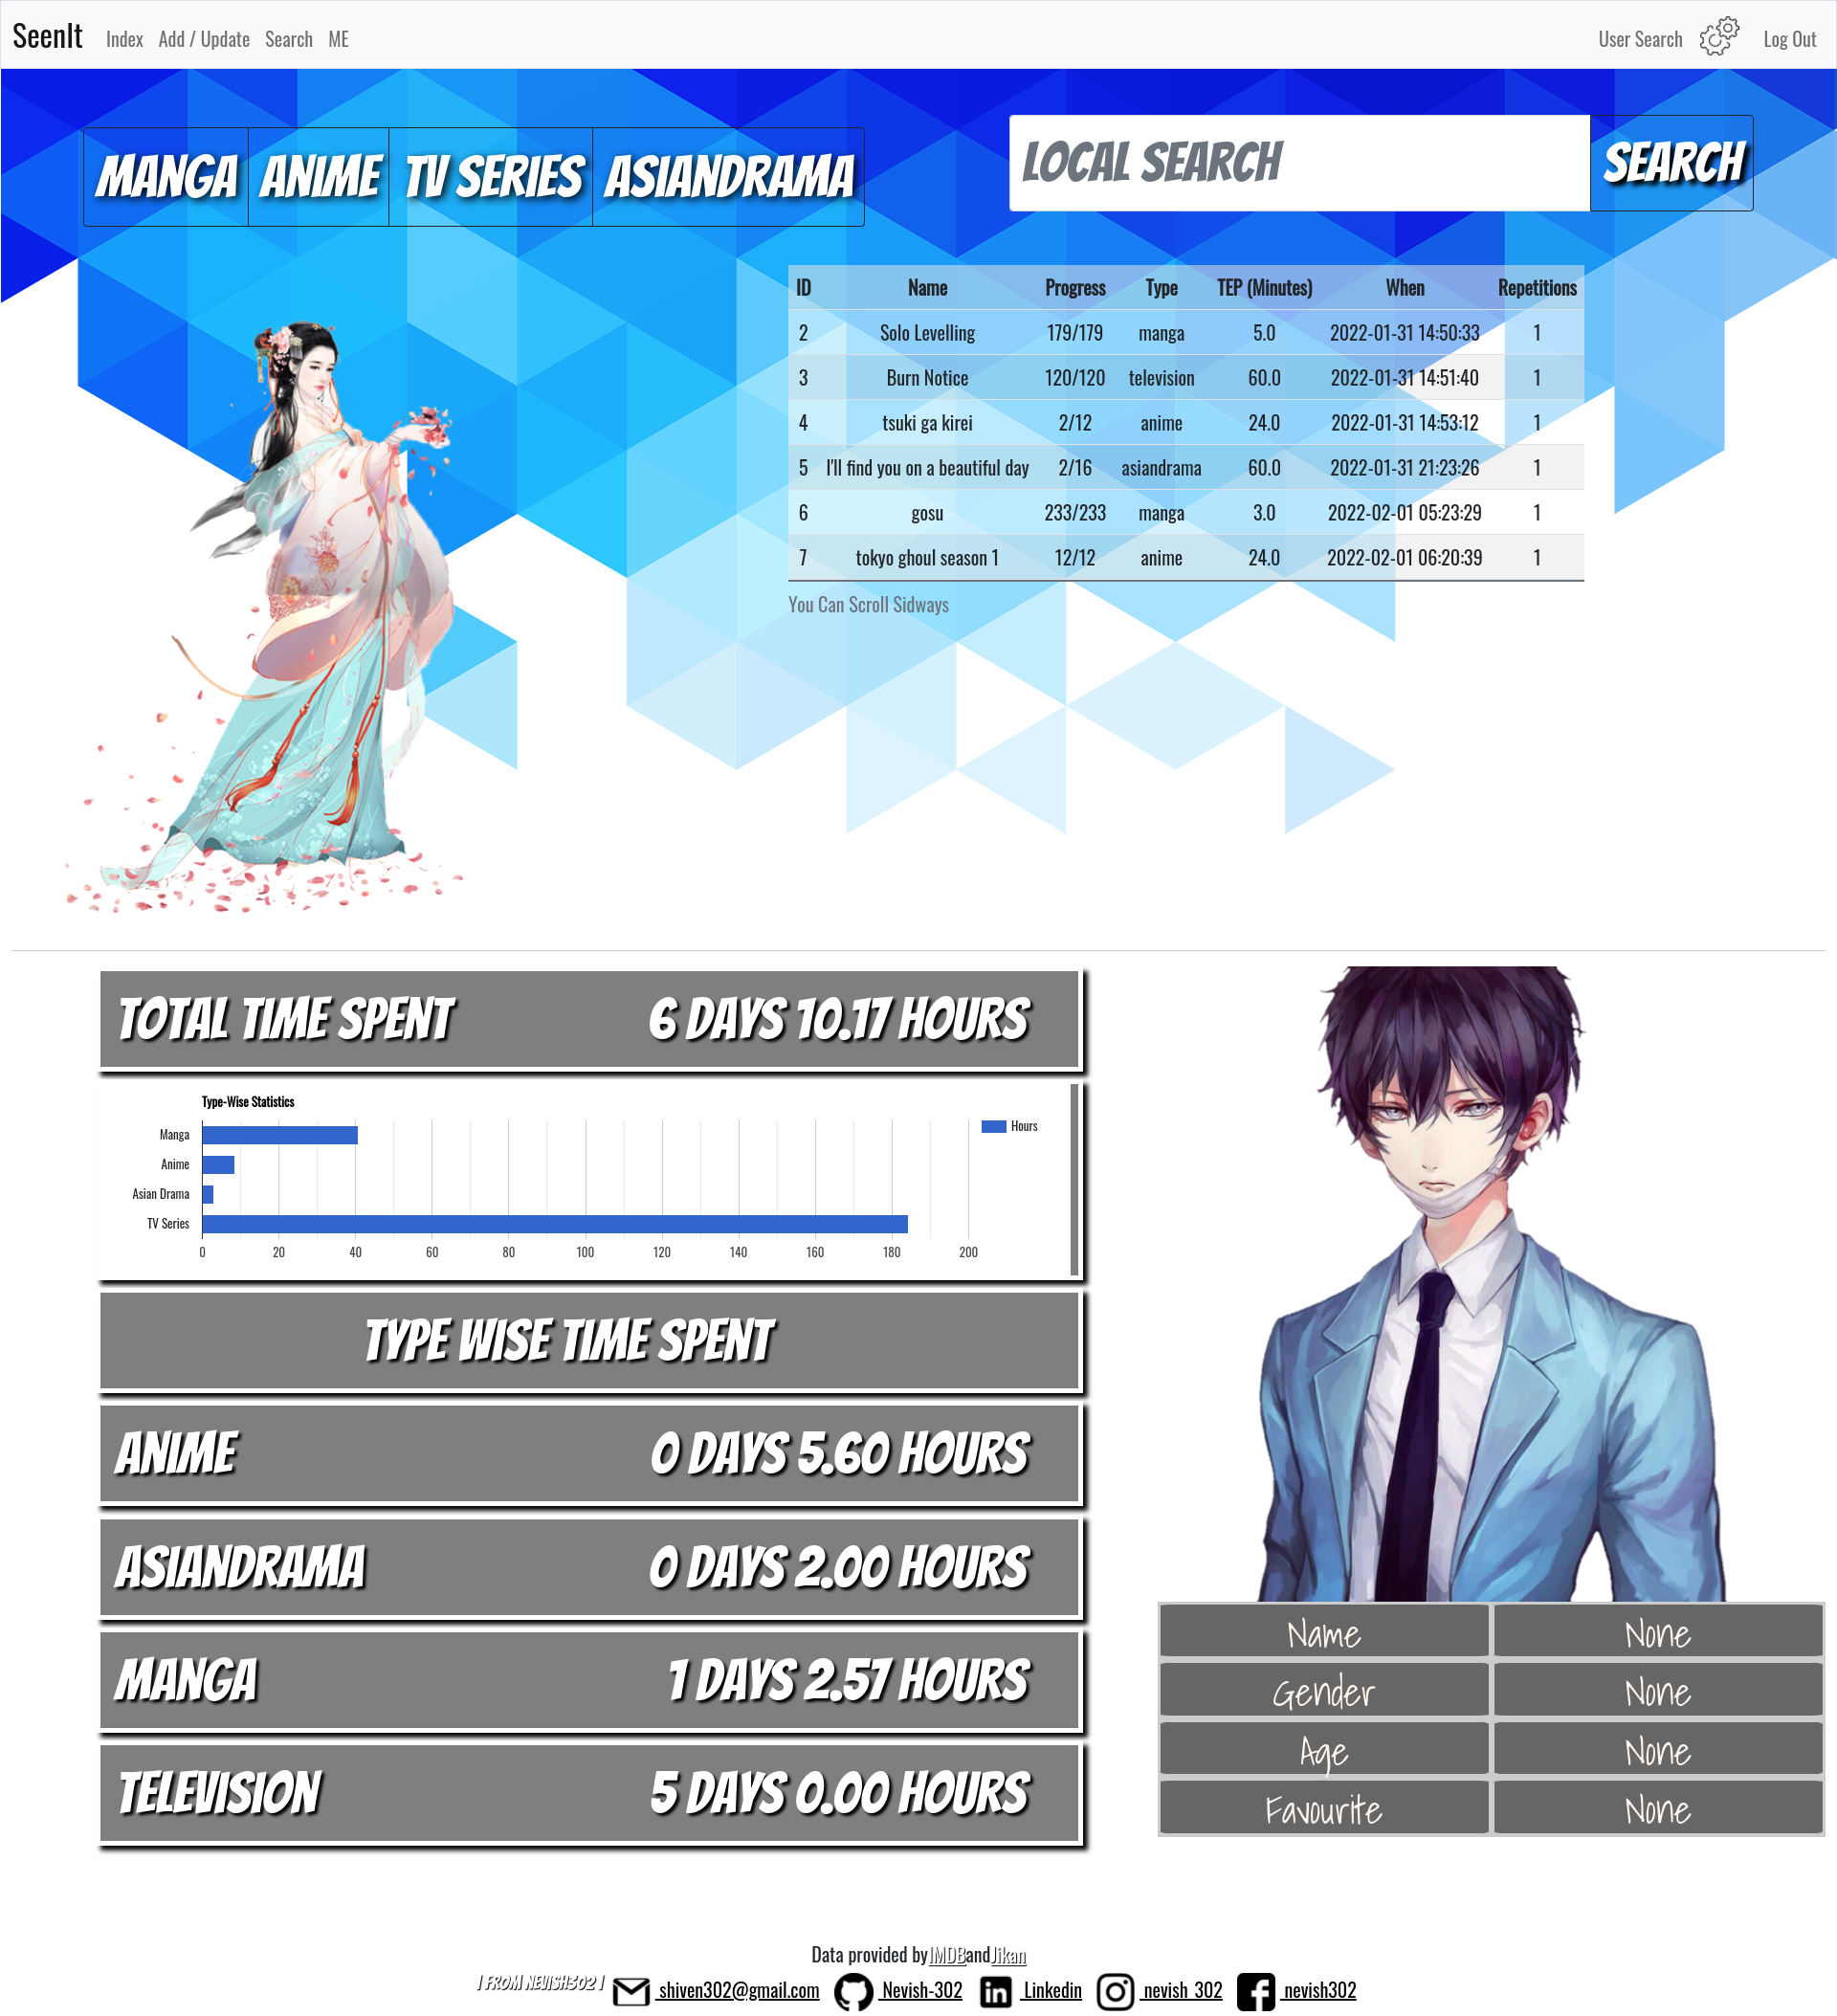 SeenIt Index Add / Update Search ME User Search Log Out
MANGA ANIME TV SERIES ASIANDRAMA LOCAL SEARCH SEARCH
ID Name Progress Type TEP (Minutes) When Repetitions
2 Solo Levelling 179/179 manga 5.0 2022-01-31 14:50:33 1
3 Burn Notice 120/120 television 60.0 2022-01-31 14:51:40 1
4 tsuki ga kirei 2/12 anime 24.0 2022-01-31 14:53:12 1
5 I'll find you on a beautiful day 2/16 asiandrama 60.0 2022-01-31 21:23:26 1
6 gosu 233/233 manga 3.0 2022-02-01 05:23:29 1
7 tokyo ghoul season 1 12/12 anime 24.0 2022-02-01 06:20:39 1
You Can Scroll Sidways
TOTAL TIME SPENT 6 DAYS 10.17 HOURS
Type-Wise Statistics
Manga Hours
Anime
Asian Drama
TV Series
0 20 40 60 80 100 120 140 160 180 200
TYPE WISE TIME SPENT
ANIME 0 DAYS 5.60 HOURS
ASIANDRAMA 0 DAYS 2.00 HOURS
MANGA 1 DAYS 2.57 HOURS
TELEVISION 5 DAYS 0.00 HOURS
Name None
Gender None
Age None
Favourite None
Data provided by IMDB and Jikan
! FROM NEVISH302 ! shiven302@gmail.com Nevish-302 Linkedin nevish_302 nevish302